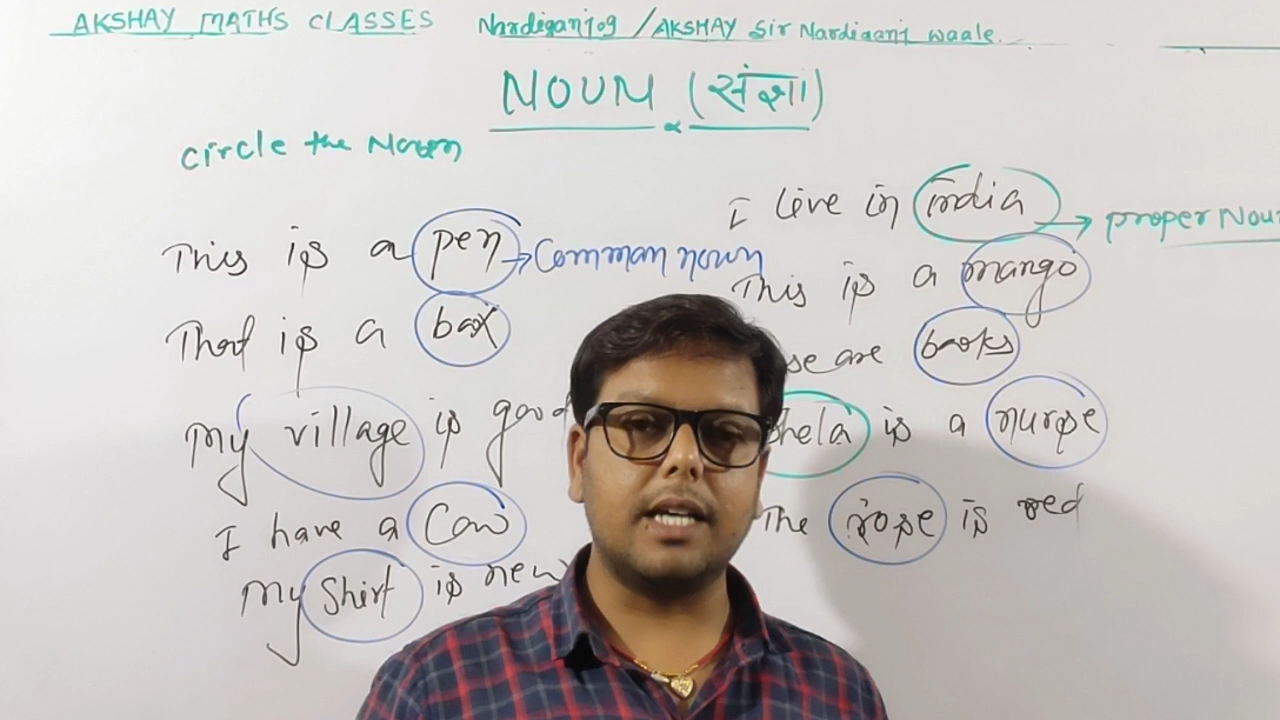 AKSHAY MATHS CLASSES Nardiganjog /AKSHAY Sir Nardiganj waale.
NOUN (संज्ञा)
circle the Noun
This is a pen → Common noun
That is a box
My village is good
I have a Cow
My Shirt is new
I live in india → proper Noun
This is a mango
se are books
hela is a nurse
The rose is red